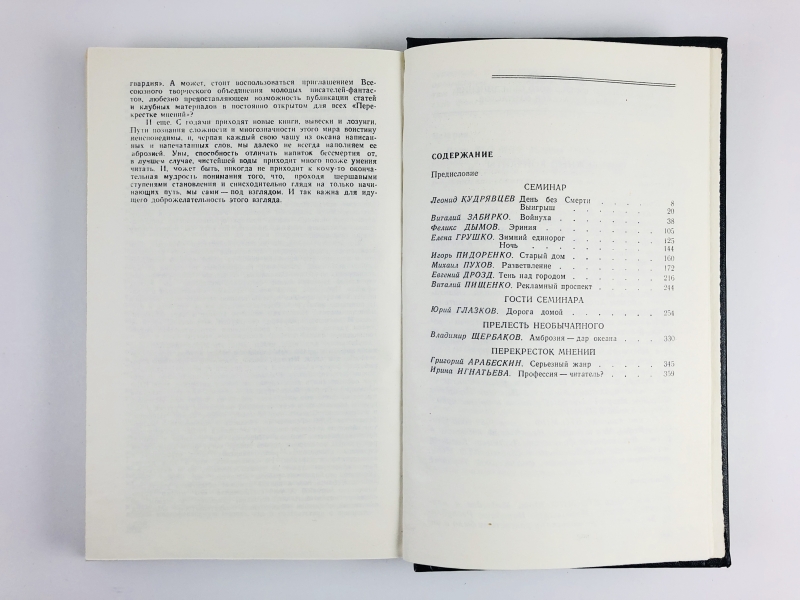 гвардия». А может, стоит воспользоваться приглашением Все-
союзного творческого объединения молодых писателей-фантас-
тов, любезно предоставляющем возможность публикации статей
и клубных материалов в постоянно открытом для всех «Пере-
крестке мнений»?
И еще. С годами приходят новые книги, вывески и лозунги.
Пути познания сложности и многозначности этого мира воистину
неисповедимы, и, черпая каждый свою чашу из океана написан-
ных и напечатанных слов, мы далеко не всегда наполняем ее
аброзией. Увы, способность отличать напиток бессмертия от,
в лучшем случае, чистейшей воды приходит много позже умения
читать. И, может быть, никогда не приходит к кому-то оконча-
тельная мудрость понимания того, что, проходя шершавыми
ступенями становления и снисходительно глядя на только начи-
нающих путь, мы сами — под взглядом. И так важна для иду-
щего доброжелательность этого взгляда.
СОДЕРЖАНИЕ
Предисловие
СЕМИНАР
Леонид КУДРЯВЦЕВ День без Смерти . . . . 8
Выигрыш . . . . . 20
Виталий ЗАБИРКО. Войнуха . . . . . . 38
Феликс ДЫМОВ. Эриния . . . . . . . 105
Елена ГРУШКО. Зимний единорог . . . . . 125
Ночь . . . . . . . 144
Игорь ПИДОРЕНКО. Старый дом . . . . . 160
Михаил ПУХОВ. Разветвление . . . . . . 172
Евгений ДРОЗД. Тень над городом . . . . . 216
Виталий ПИЩЕНКО. Рекламный проспект . . . . 244
ГОСТИ СЕМИНАРА
Юрий ГЛАЗКОВ. Дорога домой . . . . . . 254
ПРЕЛЕСТЬ НЕОБЫЧАЙНОГО
Владимир ЩЕРБАКОВ. Амброзия — дар океана . . . 330
ПЕРЕКРЕСТОК МНЕНИЙ
Григорий АРАБЕСКИН. Серьезный жанр . . . . . 345
Ирина ИГНАТЬЕВА. Профессия — читатель? . . . . 359